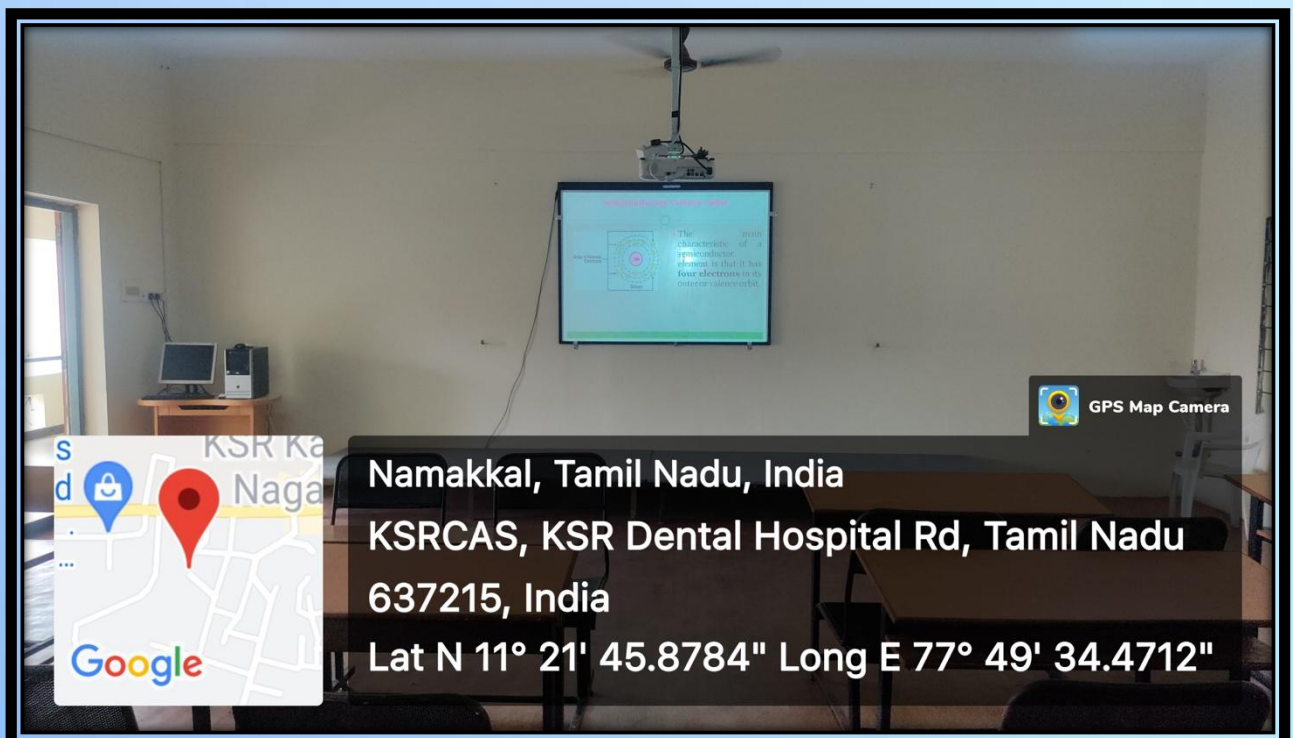 The main
characteristic of a
semiconductor
element is that it has
four electrons in its
outer or valence orbit.
GPS Map Camera
s
d
KSR Ka
Naga
Google
Namakkal, Tamil Nadu, India
KSRCAS, KSR Dental Hospital Rd, Tamil Nadu
637215, India
Lat N 11° 21' 45.8784" Long E 77° 49' 34.4712"